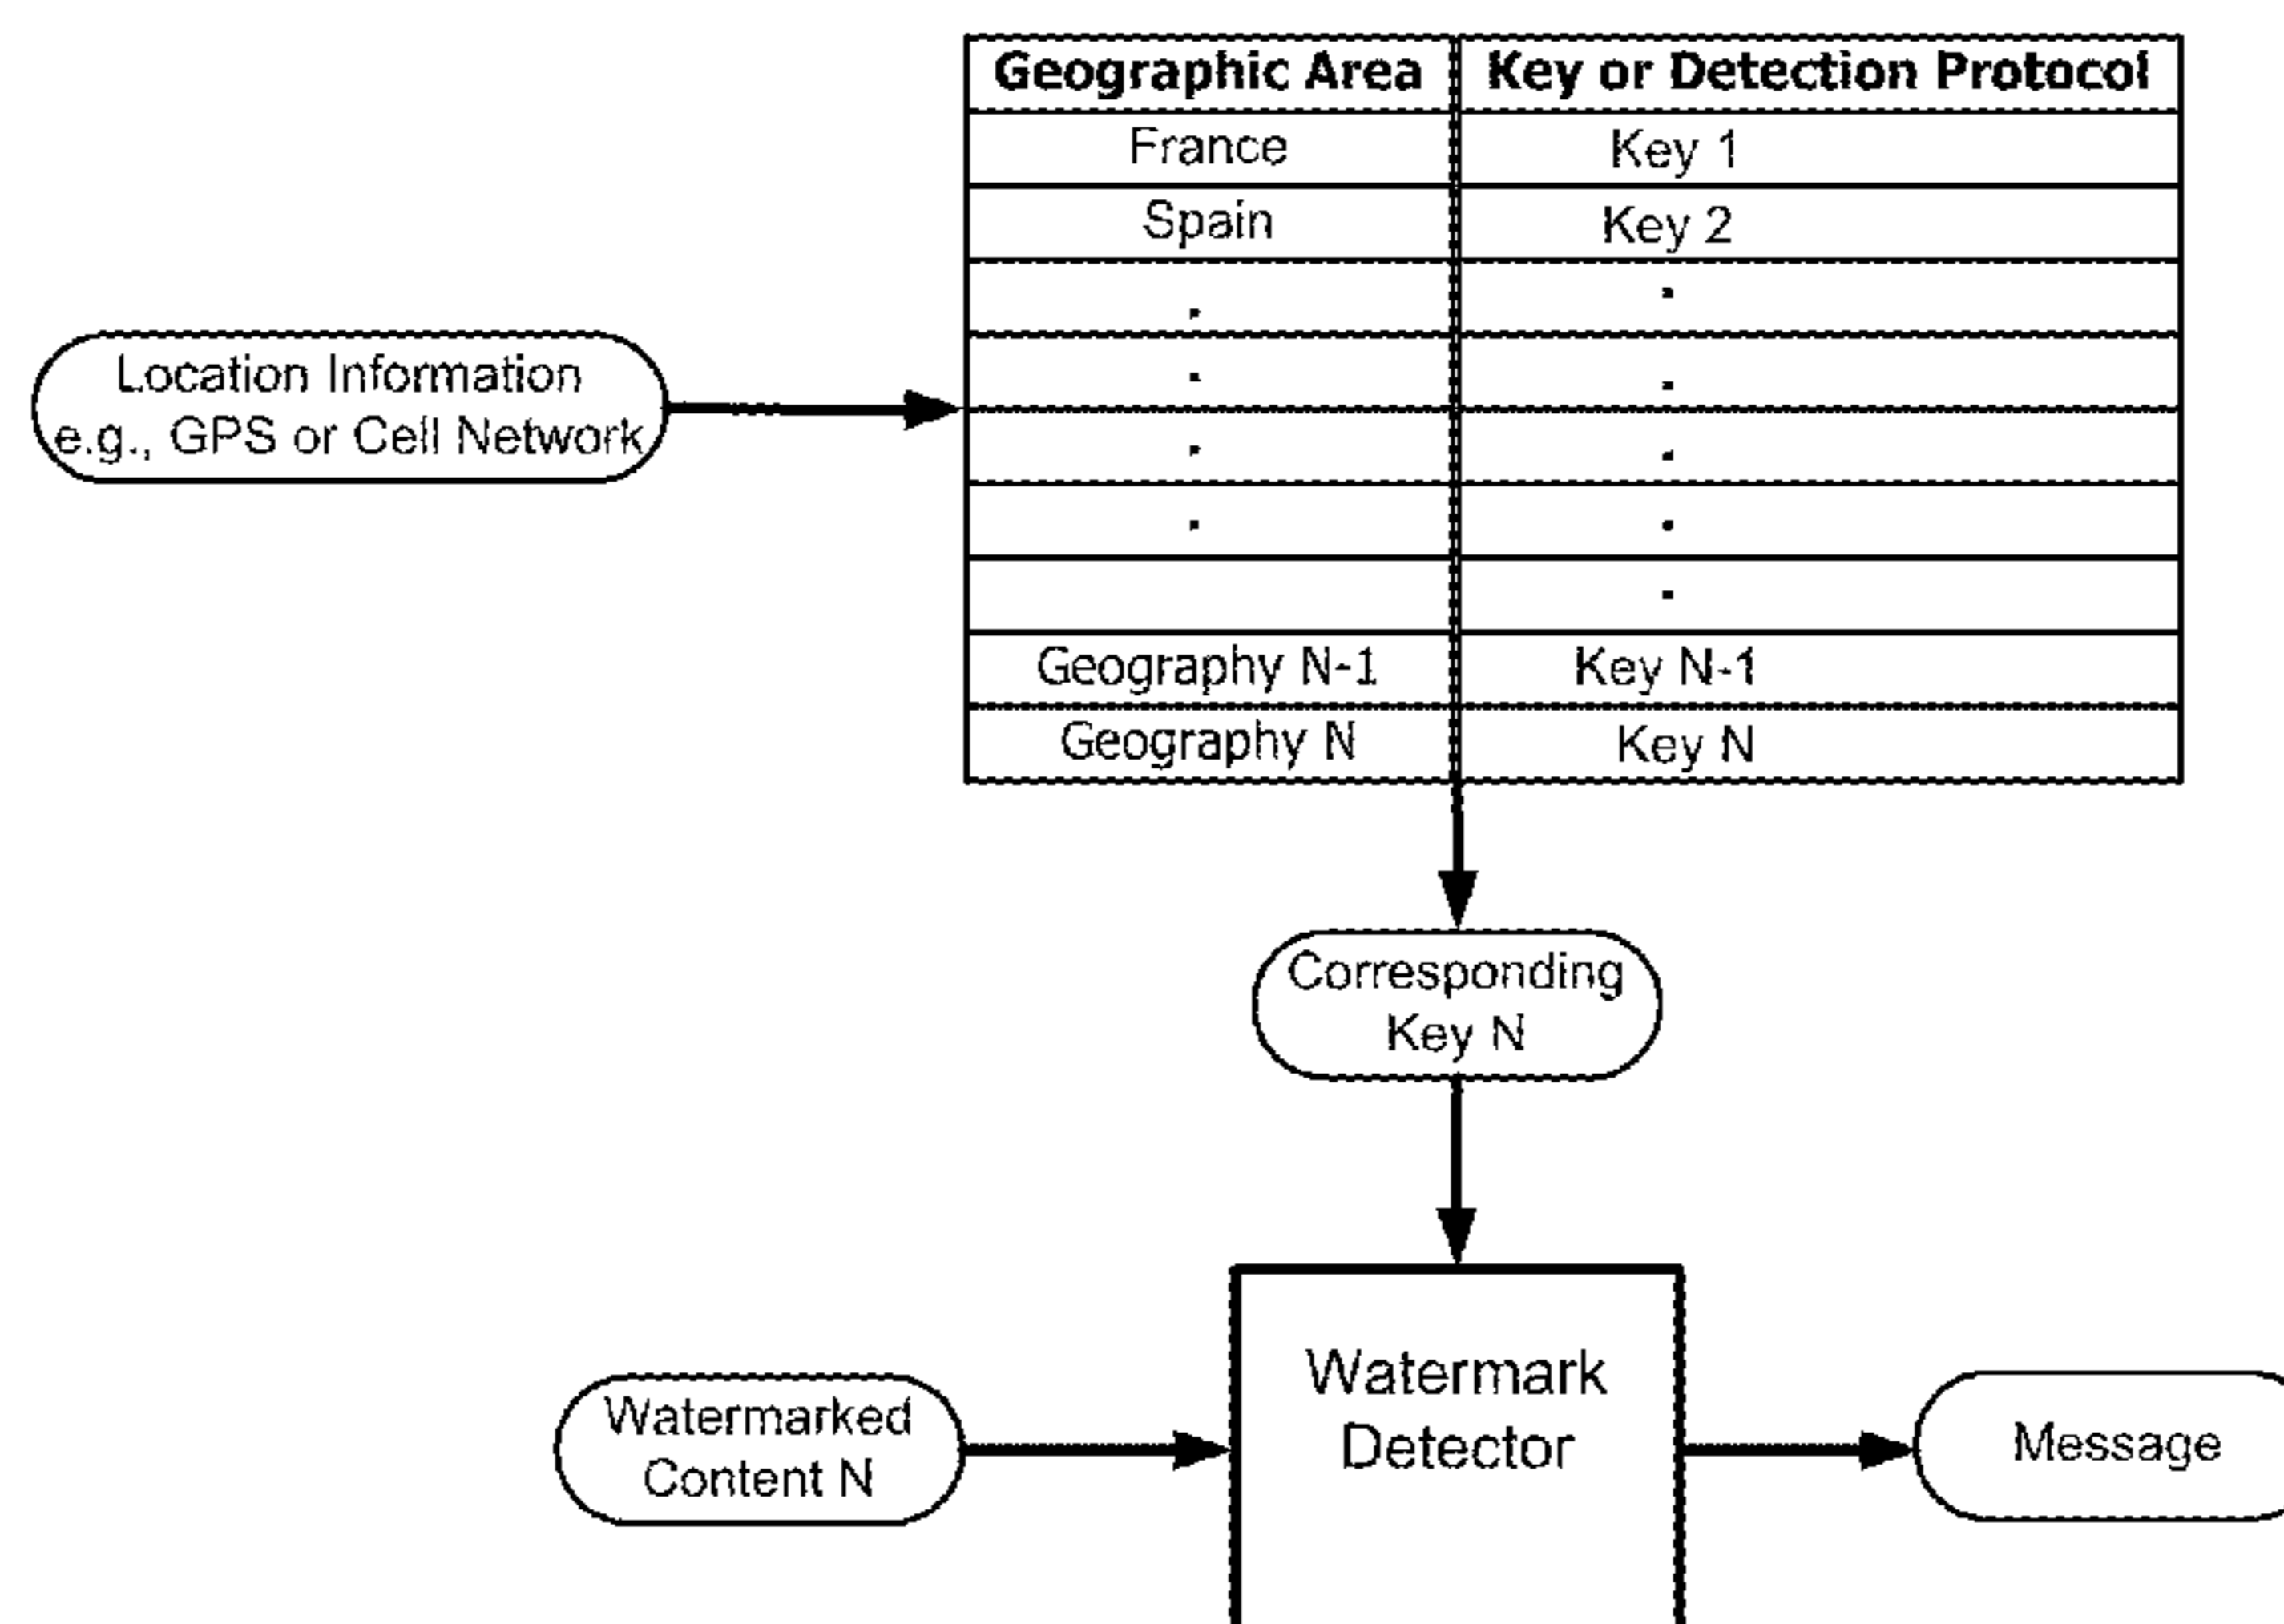 Geographic Area Key or Detection Protocol
France Key 1
Spain Key 2
. .
. .
. .
. .
.
Geography N-1 Key N-1
Geography N Key N
Location Information
e.g., GPS or Cell Network
Corresponding
Key N
Watermarked
Content N
Watermark
Detector
Message